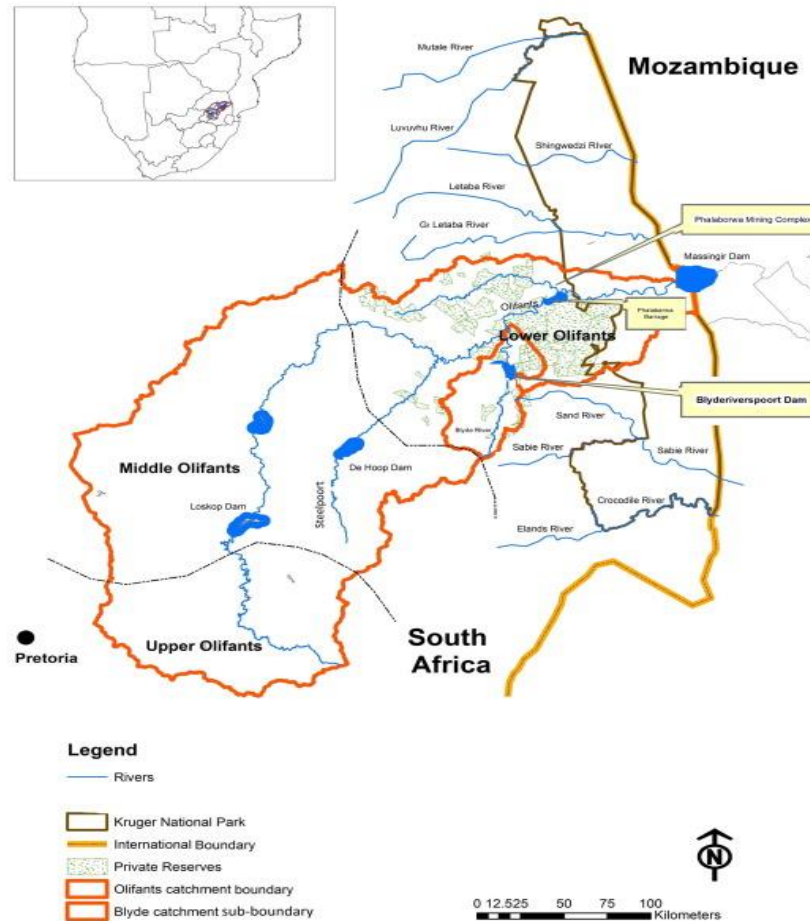 Mutale River
Mozambique
Luvuvhu River
Shingwedzi River
Letaba River
Phalaborwa Mining Complex
Gr Letaba River
Massingir Dam
Olifants
Phalaborwa
Barrage
Lower Olifants
Blyderiverspoort Dam
Sand River
Blyde River
Sabie River
Sabie River
Middle Olifants
De Hoop Dam
Crocodile River
Loskop Dam
Steelpoort
Elands River
Upper Olifants
South
Africa
Pretoria
Legend
Rivers
Kruger National Park
International Boundary
Private Reserves
Olifants catchment boundary
Blyde catchment sub-boundary
N
0 12.525 50 75 100
Kilometers